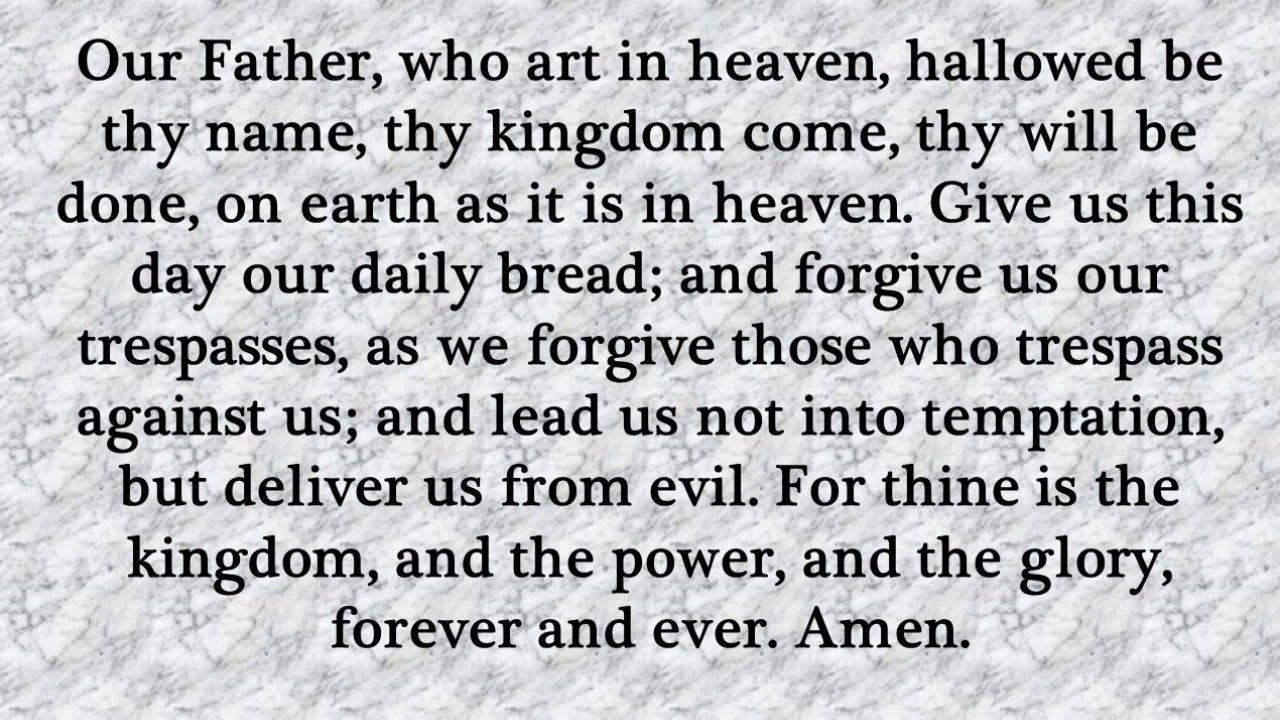 Our Father, who art in heaven, hallowed be
thy name, thy kingdom come, thy will be
done, on earth as it is in heaven. Give us this
day our daily bread; and forgive us our
trespasses, as we forgive those who trespass
against us; and lead us not into temptation,
but deliver us from evil. For thine is the
kingdom, and the power, and the glory,
forever and ever. Amen.